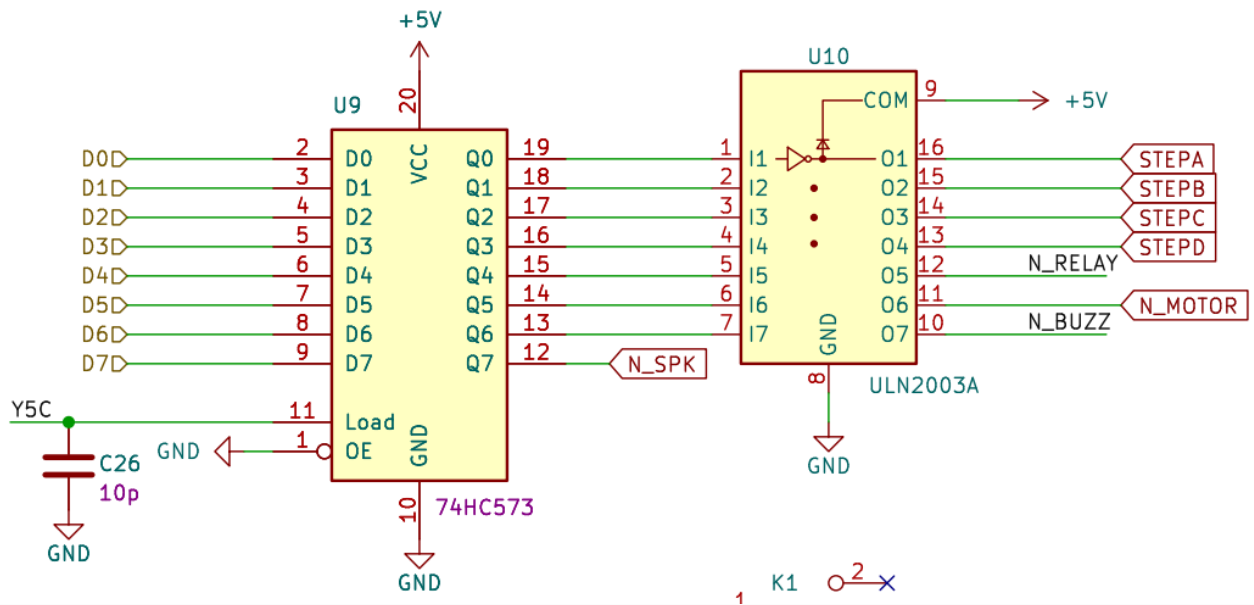 +5V
U9
20
VCC
D0 2 D0 Q0 19
D1 3 D1 Q1 18
D2 4 D2 Q2 17
D3 5 D3 Q3 16
D4 6 D4 Q4 15
D5 7 D5 Q5 14
D6 8 D6 Q6 13
D7 9 D7 Q7 12 N_SPK
Y5C 11 Load
GND 1 OE
GND
C26
10p
GND
10
74HC573
GND
U10
COM 9 +5V
1 I1 O1 16 STEPA
2 I2 O2 15 STEPB
3 I3 O3 14 STEPC
4 I4 O4 13 STEPD
5 I5 O5 12 N_RELAY
6 I6 O6 11 N_MOTOR
7 I7 O7 10 N_BUZZ
GND
8
ULN2003A
GND
K1 2
1